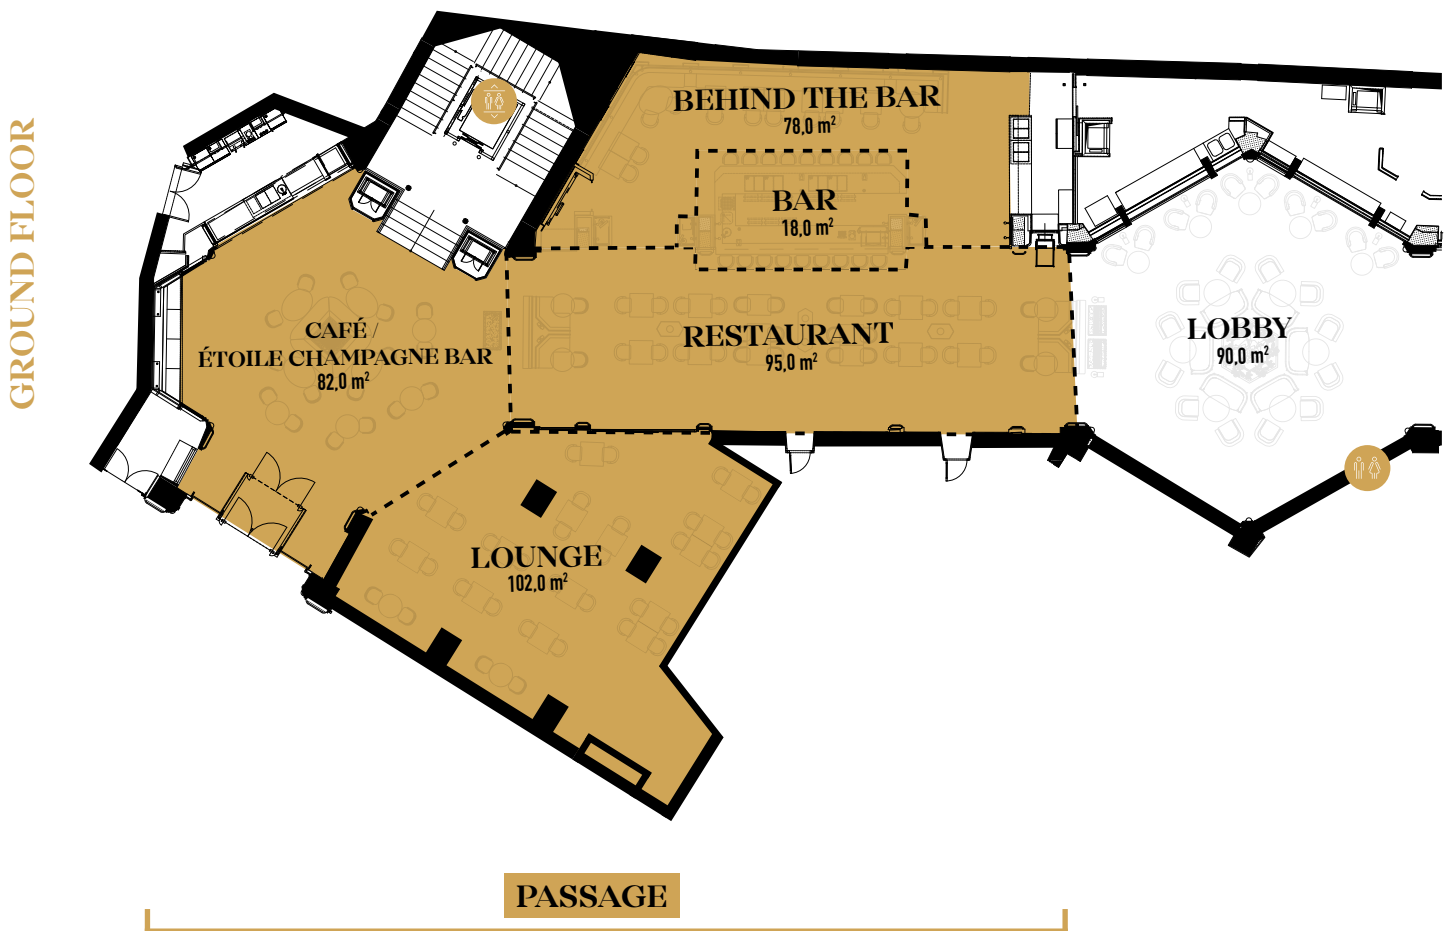 GROUND FLOOR
BEHIND THE BAR
78,0 m²
BAR
18,0 m²
CAFÉ /
ÉTOILE CHAMPAGNE BAR
82,0 m²
RESTAURANT
95,0 m²
LOBBY
90,0 m²
LOUNGE
102,0 m²
PASSAGE